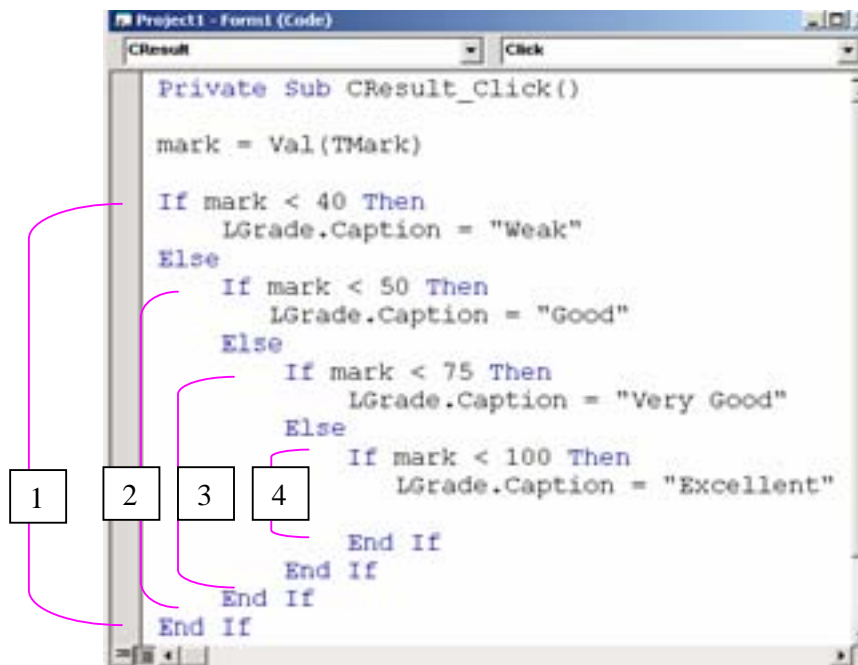 Project1 - Form1 (Code)
CResult Click
Private Sub CResult_Click()
mark = Val(TMark)
If mark < 40 Then
LGrade.Caption = "Weak"
Else
If mark < 50 Then
LGrade.Caption = "Good"
Else
If mark < 75 Then
LGrade.Caption = "Very Good"
Else
If mark < 100 Then
LGrade.Caption = "Excellent"
1 2 3 4
End If
End If
End If
End If